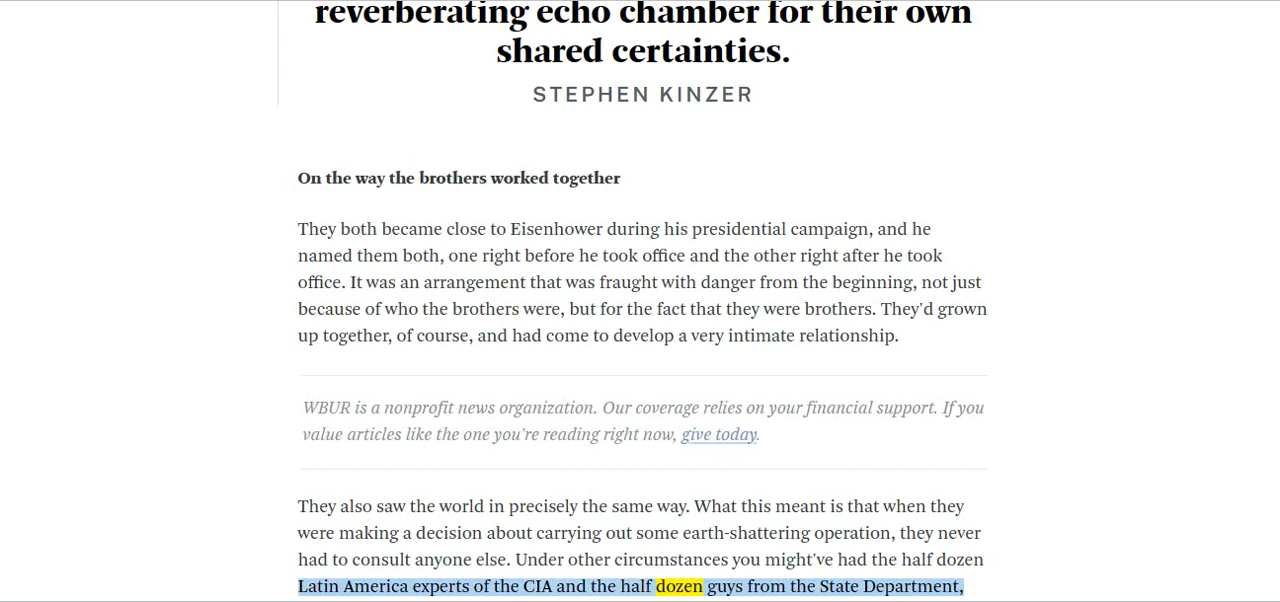 reverberating echo chamber for their own
shared certainties.
STEPHEN KINZER
On the way the brothers worked together
They both became close to Eisenhower during his presidential campaign, and he
named them both, one right before he took office and the other right after he took
office. It was an arrangement that was fraught with danger from the beginning, not just
because of who the brothers were, but for the fact that they were brothers. They'd grown
up together, of course, and had come to develop a very intimate relationship.
WBUR is a nonprofit news organization. Our coverage relies on your financial support. If you
value articles like the one you're reading right now, give today.
They also saw the world in precisely the same way. What this meant is that when they
were making a decision about carrying out some earth-shattering operation, they never
had to consult anyone else. Under other circumstances you might've had the half dozen
Latin America experts of the CIA and the half dozen guys from the State Department,